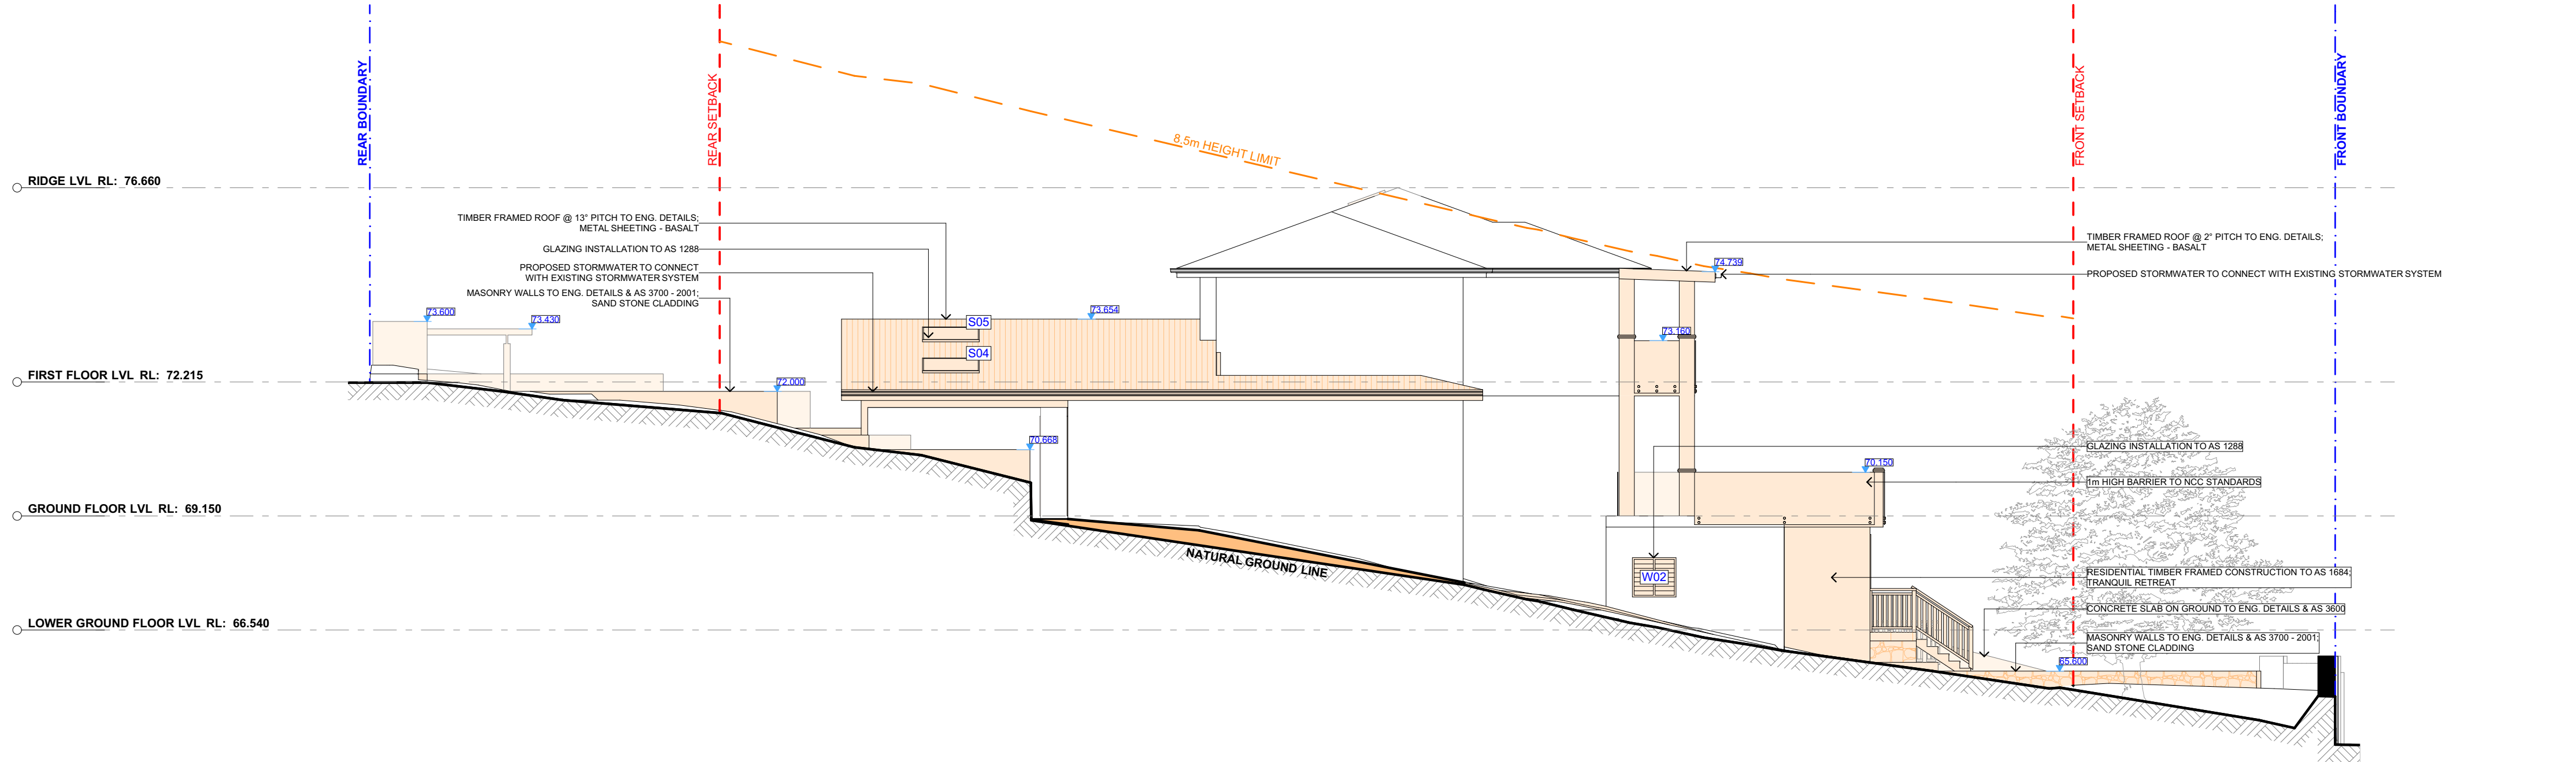 REAR BOUNDARY
REAR SETBACK
8.5m HEIGHT LIMIT
FRONT SETBACK
FRONT BOUNDARY
RIDGE LVL RL: 76.660
TIMBER FRAMED ROOF @ 13° PITCH TO ENG. DETAILS;
METAL SHEETING - BASALT
GLAZING INSTALLATION TO AS 1288
PROPOSED STORMWATER TO CONNECT
WITH EXISTING STORMWATER SYSTEM
MASONRY WALLS TO ENG. DETAILS & AS 3700 - 2001;
SAND STONE CLADDING
TIMBER FRAMED ROOF @ 2° PITCH TO ENG. DETAILS;
METAL SHEETING - BASALT
74.739
PROPOSED STORMWATER TO CONNECT WITH EXISTING STORMWATER SYSTEM
73.600
73.430
S05
73.654
73.160
S04
FIRST FLOOR LVL RL: 72.215
72.000
70.668
GLAZING INSTALLATION TO AS 1288
70.150
1m HIGH BARRIER TO NCC STANDARDS
GROUND FLOOR LVL RL: 69.150
NATURAL GROUND LINE
W02
RESIDENTIAL TIMBER FRAMED CONSTRUCTION TO AS 1684;
TRANQUIL RETREAT
CONCRETE SLAB ON GROUND TO ENG. DETAILS & AS 3600
LOWER GROUND FLOOR LVL RL: 66.540
MASONRY WALLS TO ENG. DETAILS & AS 3700 - 2001;
SAND STONE CLADDING
65.600